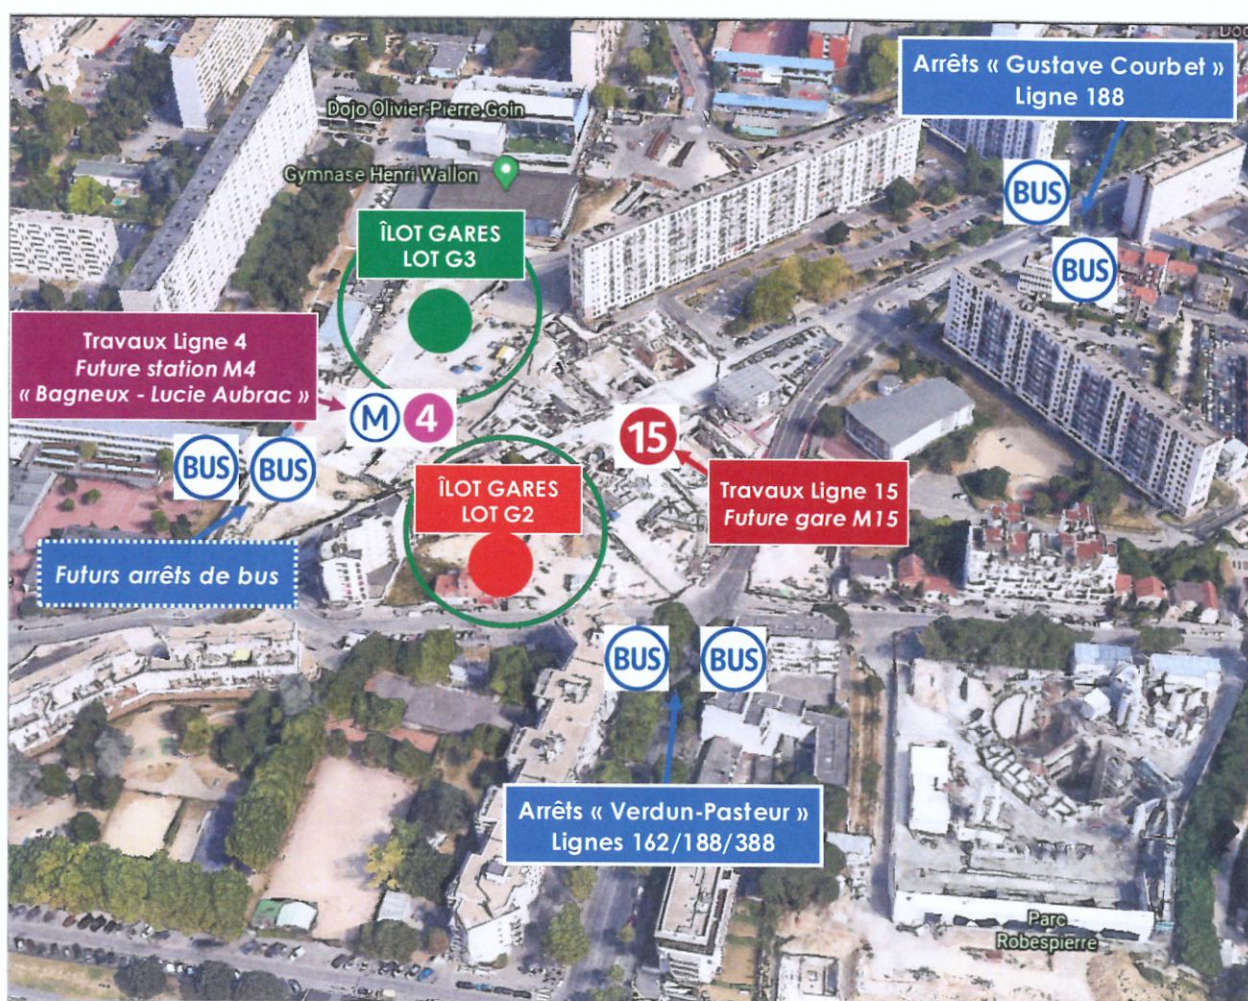 Arrêts « Gustave Courbet »
Ligne 188
Dojo Olivier-Pierre Goin
Gymnase Henri Wallon
BUS
BUS
ÎLOT GARES
LOT G3
Travaux Ligne 4
Future station M4
« Bagneux - Lucie Aubrac »
M 4
15
BUS BUS
ÎLOT GARES
LOT G2
Travaux Ligne 15
Future gare M15
Futurs arrêts de bus
BUS BUS
Arrêts « Verdun-Pasteur »
Lignes 162/188/388
Parc
Robespierre